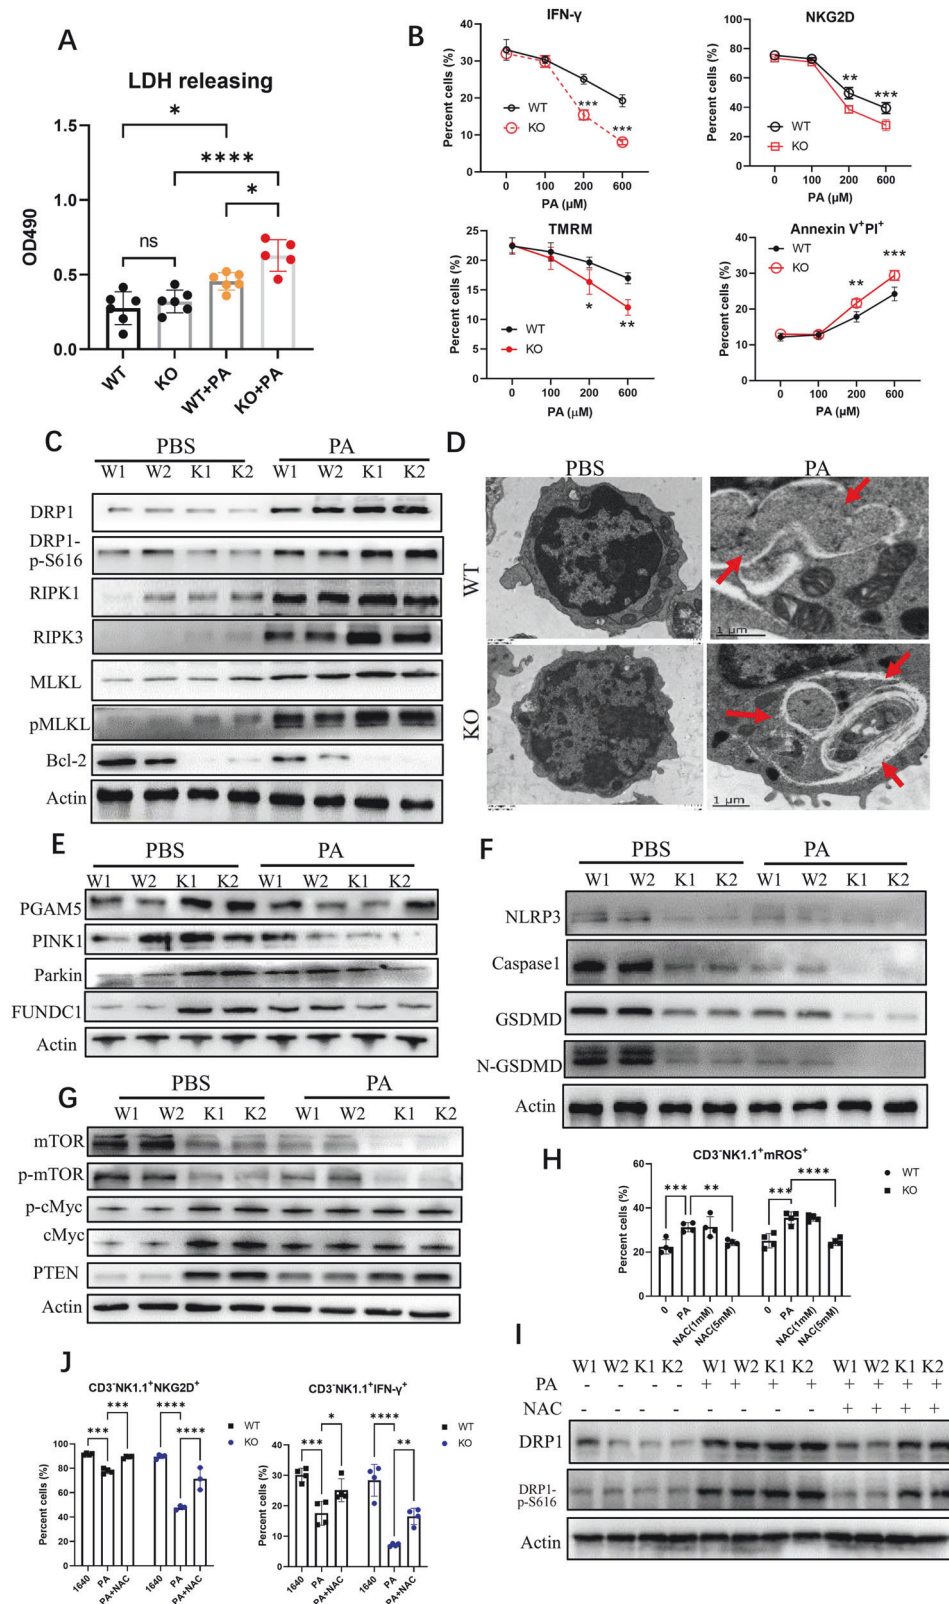 A
LDH releasing
*
****
*
ns
OD490
1.5
1.0
0.5
0.0
WT
KO
WT+PA
KO+PA
B
IFN-γ
Percent cells (%)
40
30
20
10
0
WT
KO
***
***
0 100 200 600
PA (μM)
NKG2D
Percent cells (%)
100
80
60
40
20
0
**
***
WT
KO
0 100 200 600
PA (μM)
TMRM
Percent cells (%)
25
20
15
10
5
0
WT
KO
*
**
0 100 200 600
PA (μM)
Annexin V⁺PI⁺
Percent cells (%)
40
30
20
10
0
WT
KO
**
***
0 100 200 600
PA (μM)
C
PBS PA
W1 W2 K1 K2 W1 W2 K1 K2
DRP1
DRP1-
p-S616
RIPK1
RIPK3
MLKL
pMLKL
Bcl-2
Actin
D
PBS PA
WT
KO
1 μm
1 μm
E
PBS PA
W1 W2 K1 K2 W1 W2 K1 K2
PGAM5
PINK1
Parkin
FUNDC1
Actin
F
PBS PA
W1 W2 K1 K2 W1 W2 K1 K2
NLRP3
Caspase1
GSDMD
N-GSDMD
Actin
G
PBS PA
W1 W2 K1 K2 W1 W2 K1 K2
mTOR
p-mTOR
p-cMyc
cMyc
PTEN
Actin
H
CD3⁻NK1.1⁺mROS⁺
Percent cells (%)
60
40
20
0
*** **
*** ****
WT
KO
0 PA NAC(1mM) NAC(5mM) 0 PA NAC(1mM) NAC(5mM)
I
W1 W2 K1 K2 W1 W2 K1 K2 W1 W2 K1 K2
PA - - - - + + + + + + + +
NAC - - - - - - - - + + + +
DRP1
DRP1-
p-S616
Actin
J
CD3⁻NK1.1⁺NKG2D⁺
Percent cells (%)
100
80
60
40
20
0
*** *** **** ****
WT
KO
1640 PA PA+NAC 1640 PA PA+NAC
CD3⁻NK1.1⁺IFN-γ⁺
Percent cells (%)
40
30
20
10
0
*** * **** **
WT
KO
1640 PA PA+NAC 1640 PA PA+NAC